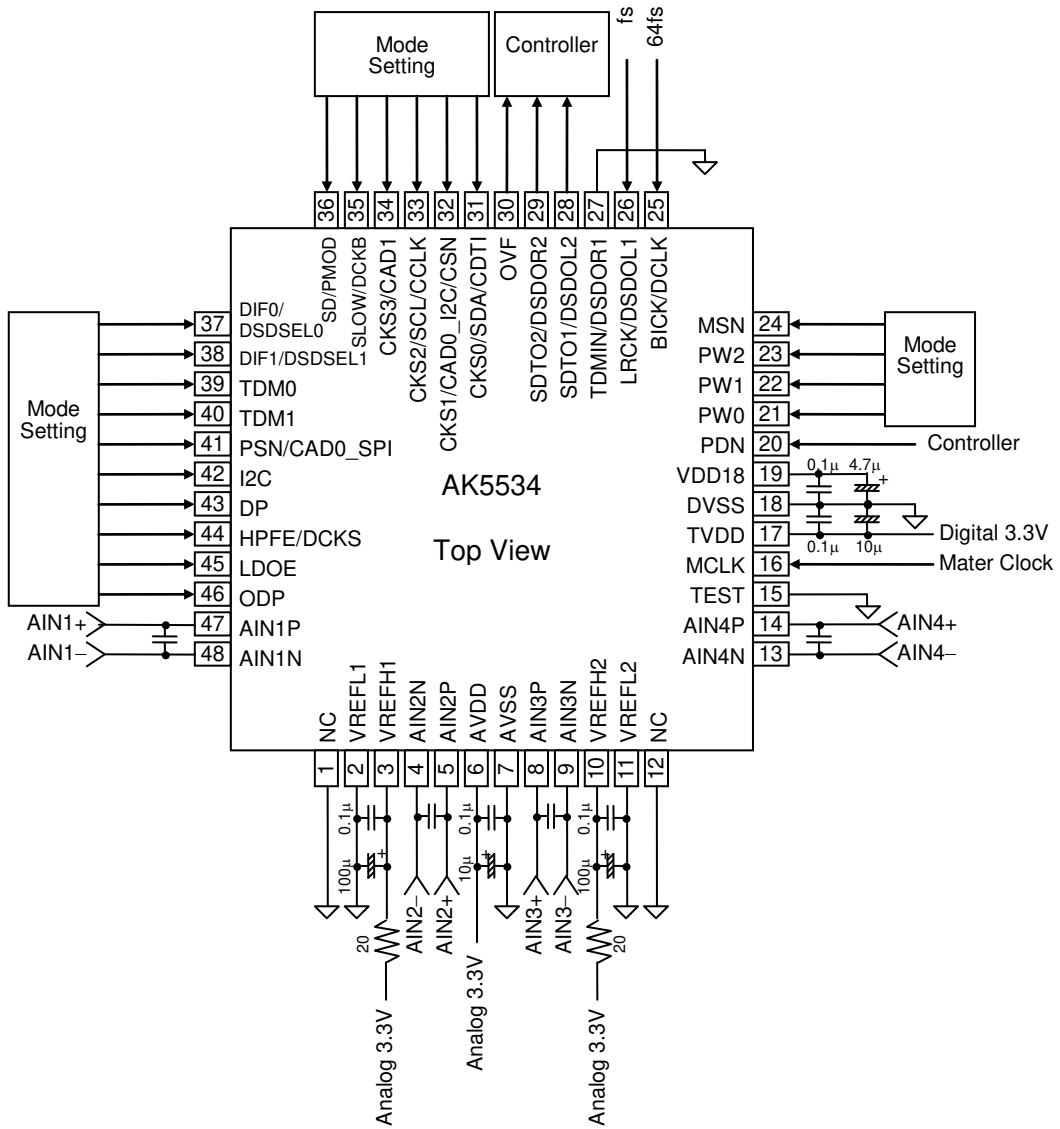 Mode
Setting
Controller
fs
64fs
36
35
34
33
32
31
30
29
28
27
26
25
SD/PMOD
SLOW/DCKB
CKS3/CAD1
CKS2/SCL/CCLK
CKS1/CAD0_I2C/CSN
CKS0/SDA/CDTI
OVF
SDTO2/DSDOR2
SDTO1/DSDOL2
TDMIN/DSDOR1
LRCK/DSDOL1
BICK/DCLK
Mode
Setting
37
DIF0/
DSDSEL0
38
DIF1/DSDSEL1
39
TDM0
40
TDM1
41
PSN/CAD0_SPI
42
I2C
43
DP
44
HPFE/DCKS
45
LDOE
46
ODP
AIN1+
47
AIN1P
AIN1−
48
AIN1N
AK5534
Top View
MSN
24
PW2
23
PW1
22
PW0
21
Mode
Setting
PDN
20
Controller
VDD18
19
0.1μ
4.7μ
+
DVSS
18
TVDD
17
0.1μ
10μ
Digital 3.3V
MCLK
16
Mater Clock
TEST
15
AIN4P
14
AIN4+
AIN4N
13
AIN4−
NC
VREFL1
VREFH1
AIN2N
AIN2P
AVDD
AVSS
AIN3P
AIN3N
VREFH2
VREFL2
NC
1
2
3
4
5
6
7
8
9
10
11
12
0.1μ
0.1μ
0.1μ
100μ
+
10μ
+
100μ
+
20
AIN2−
AIN2+
AIN3+
AIN3−
20
Analog 3.3V
Analog 3.3V
Analog 3.3V